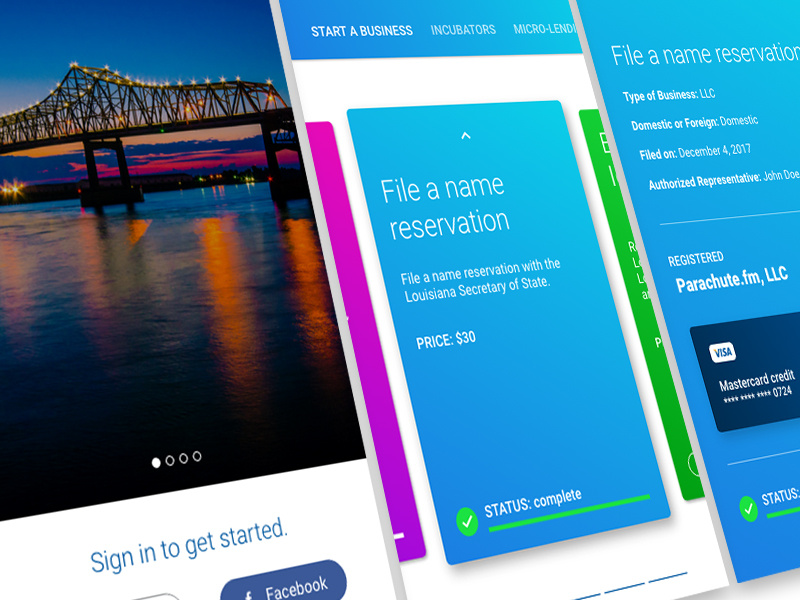 Sign in to get started.
Facebook
START A BUSINESS INCUBATORS
File a name
reservation
File a name reservation with the
Louisiana Secretary of State.
PRICE: $30
STATUS: complete
File a name reservation
Type of Business: LLC
Domestic or Foreign: Domestic
Filed on: December 4, 2017
Authorized Representative: John Doe
REGISTERED
Parachute.fm, LLC
VISA
Mastercard credit
**** **** **** 0724
STATUS: